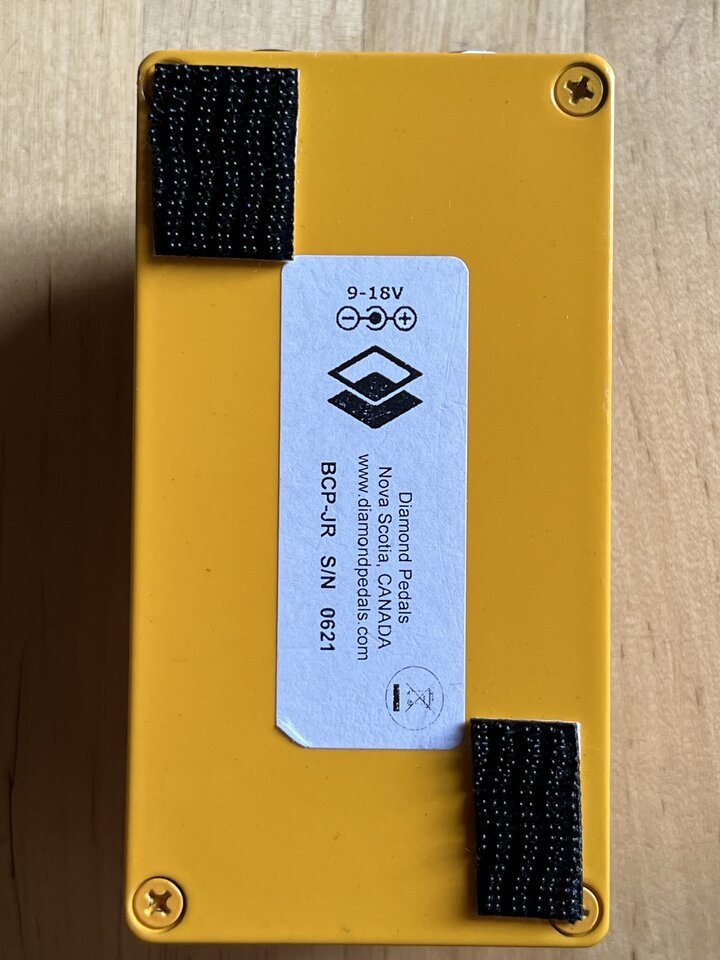 9-18V
Diamond Pedals
Nova Scotia, CANADA
www.diamondpedals.com
BCP-JR S/N 0621